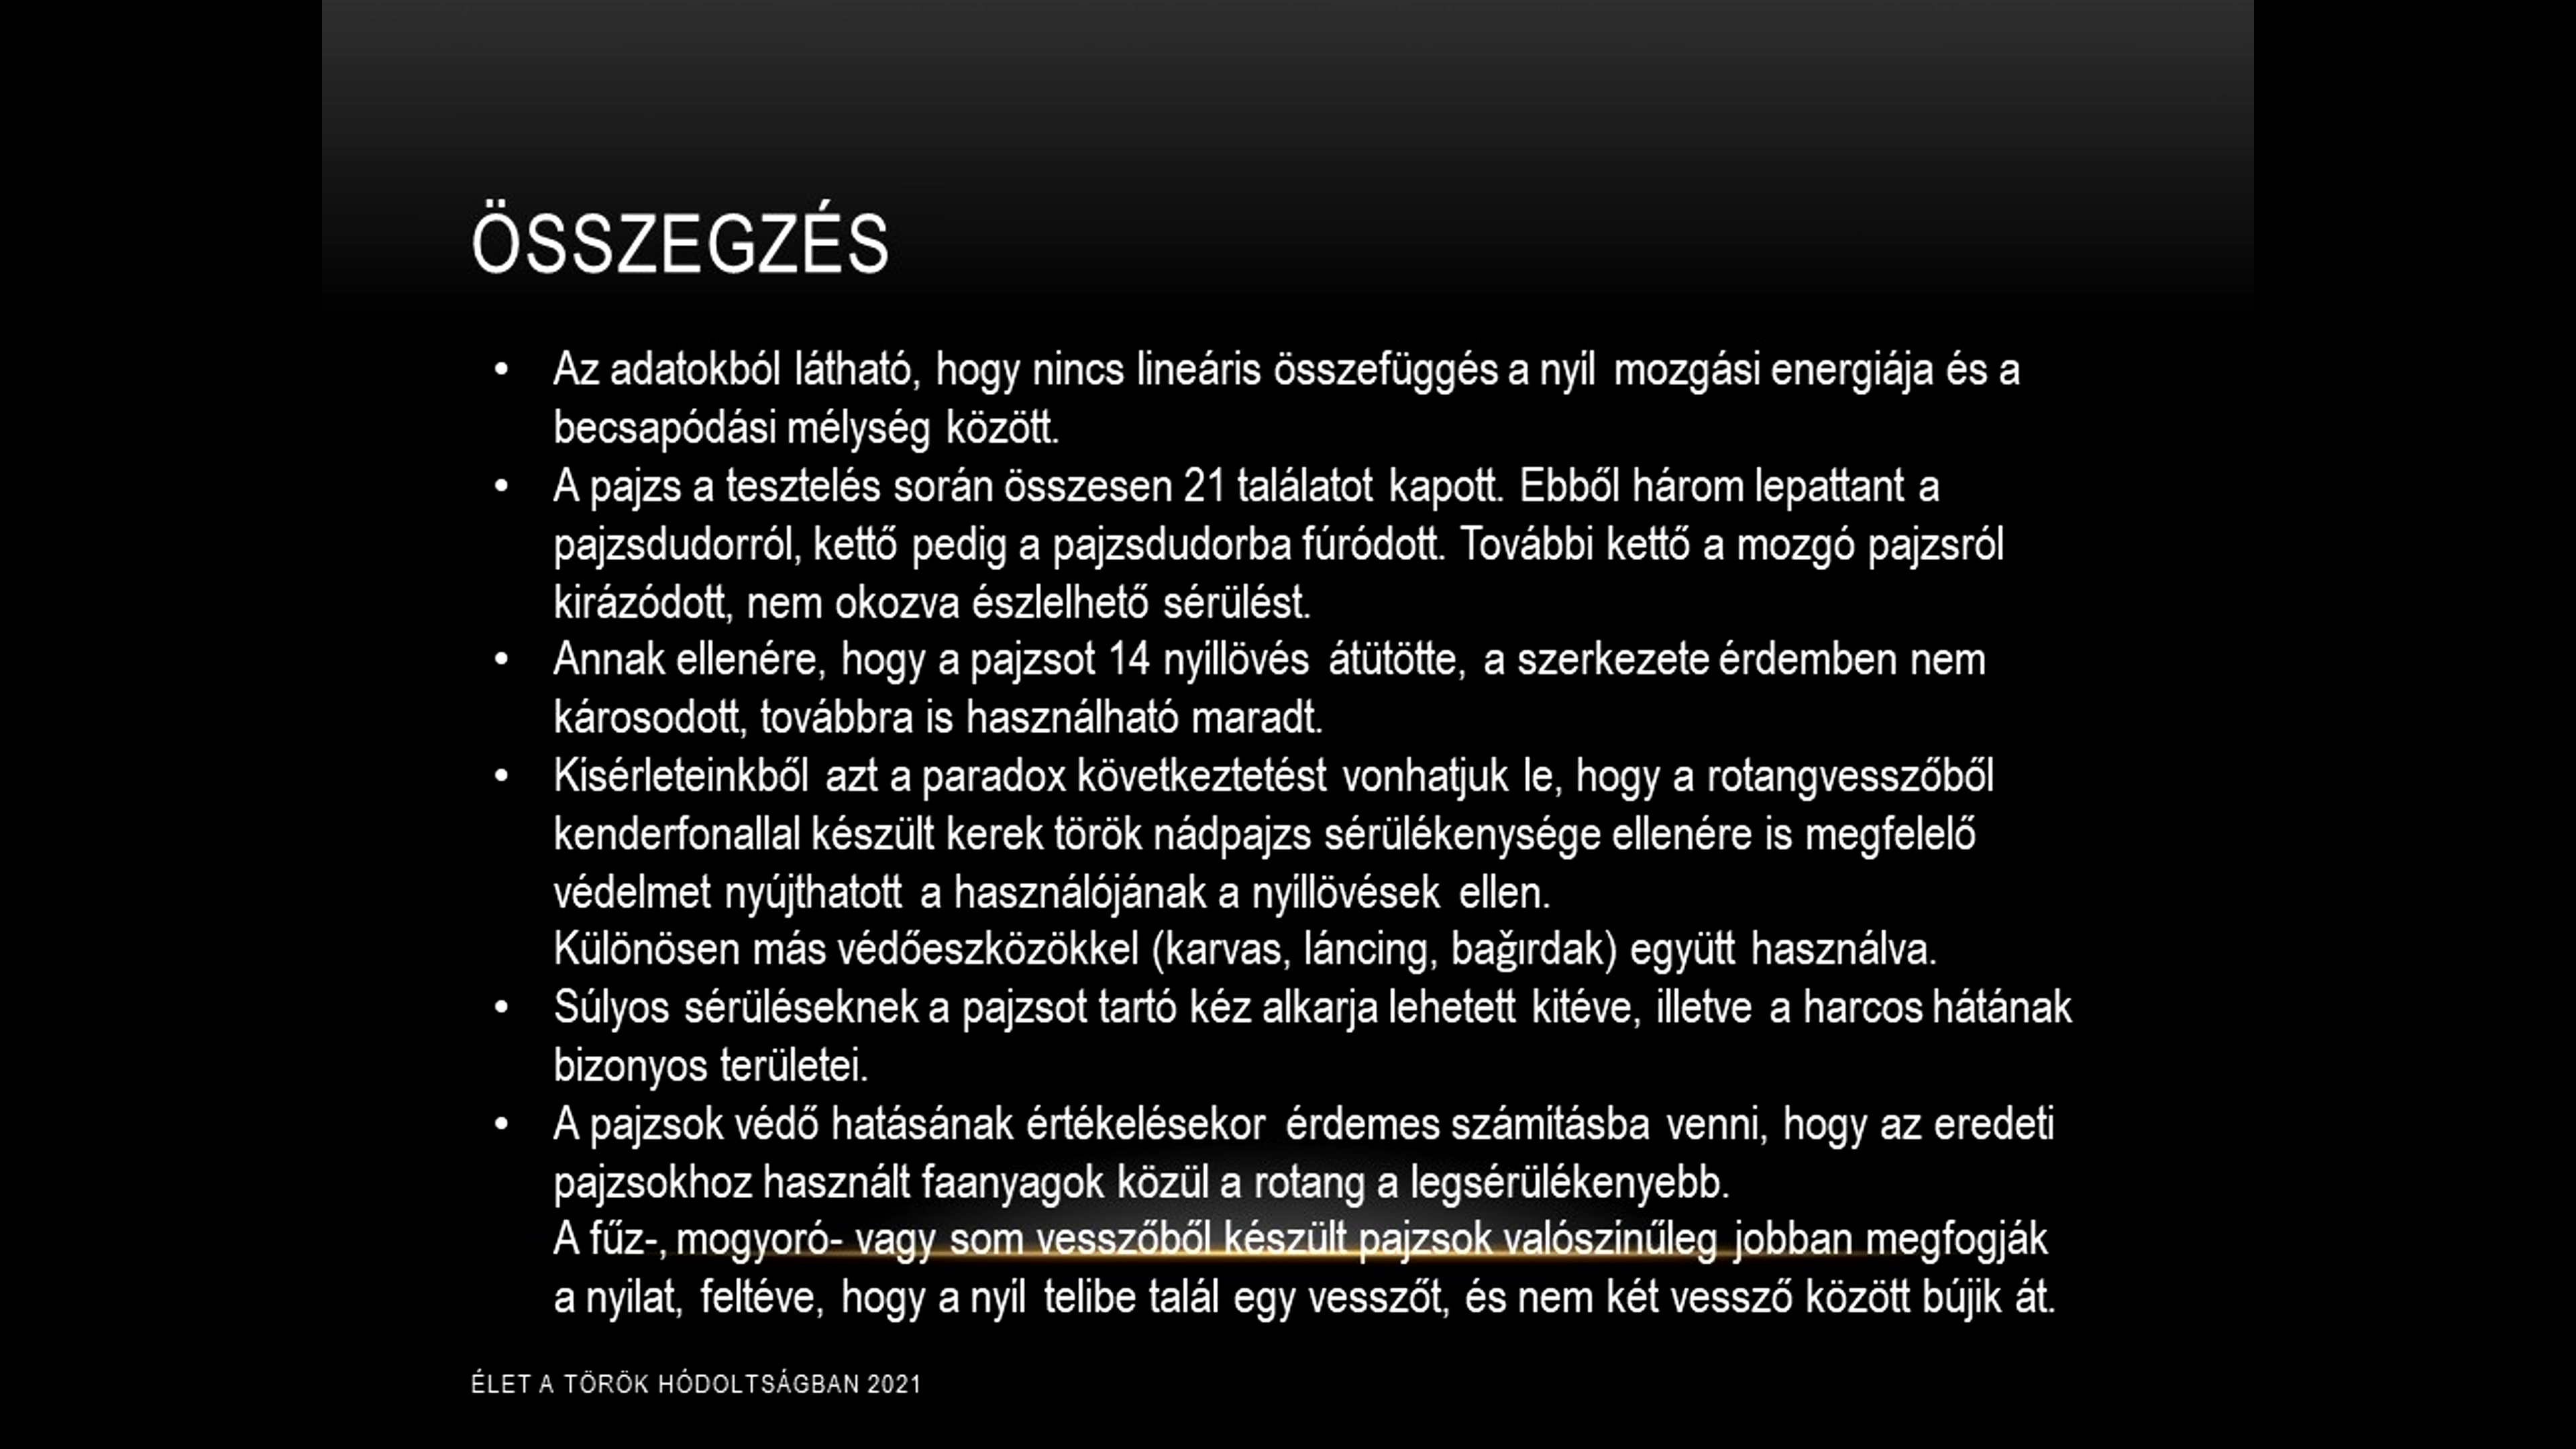 ÖSSZEGZÉS
• Az adatokból látható, hogy nincs lineáris összefüggés a nyíl mozgási energiája és a
becsapódási mélység között.
• A pajzs a tesztelés során összesen 21 találatot kapott. Ebből három lepattant a
pajzsdudorról, kettő pedig a pajzsdudorba fúródott. További kettő a mozgó pajzsról
kirázódott, nem okozva észlelhető sérülést.
• Annak ellenére, hogy a pajzsot 14 nyíllövés átütötte, a szerkezete érdemben nem
károsodott, továbbra is használható maradt.
• Kísérleteinkből azt a paradox következtetést vonhatjuk le, hogy a rotangvesszőből
kenderfonallal készült kerek török nádpajzs sérülékenysége ellenére is megfelelő
védelmet nyújthatott a használójának a nyíllövések ellen.
Különösen más védőeszközökkel (karvas, láncing, bağırdak) együtt használva.
• Súlyos sérüléseknek a pajzsot tartó kéz alkarja lehetett kitéve, illetve a harcos hátának
bizonyos területei.
• A pajzsok védő hatásának értékelésekor érdemes számításba venni, hogy az eredeti
pajzsokhoz használt faanyagok közül a rotang a legsérülékenyebb.
A fűz-, mogyoró- vagy som vesszőből készült pajzsok valószínűleg jobban megfogják
a nyilat, feltéve, hogy a nyíl telibe talál egy vesszőt, és nem két vessző között bújik át.
ÉLET A TÖRÖK HÓDOLTSÁGBAN 2021